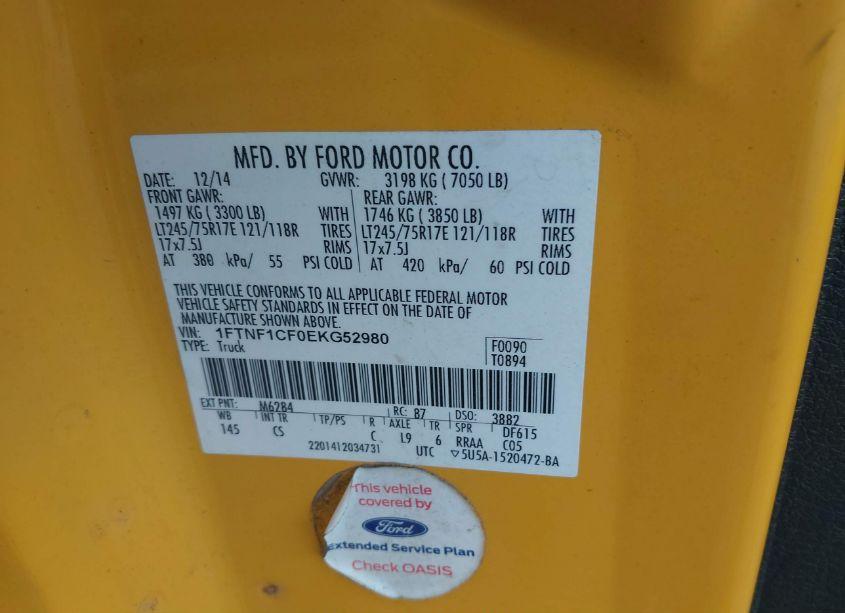 MFD. BY FORD MOTOR CO.
DATE: 12/14 GVWR: 3198 KG ( 7050 LB)
FRONT GAWR: REAR GAWR:
1497 KG ( 3300 LB) WITH 1746 KG ( 3850 LB) WITH
LT245/75R17E 121/118R TIRES LT245/75R17E 121/118R TIRES
17x7.5J RIMS 17x7.5J RIMS
AT 380 kPa/ 55 PSI COLD AT 420 kPa/ 60 PSI COLD
THIS VEHICLE CONFORMS TO ALL APPLICABLE FEDERAL MOTOR
VEHICLE SAFETY STANDARDS IN EFFECT ON THE DATE OF
MANUFACTURE SHOWN ABOVE.
VIN: 1FTNF1CF0EKG52980
TYPE: Truck
F0090
T0894
EXT PNT: M6284 RC: B7 DSO: 38B2
WB INT TR TP/PS R AXLE TR SPR DF615
145 CS C L9 6 RRAA C05
2201412034731 UTC ▽5U5A-1520472-BA
This vehicle
covered by
Ford
Extended Service Plan
Check OASIS